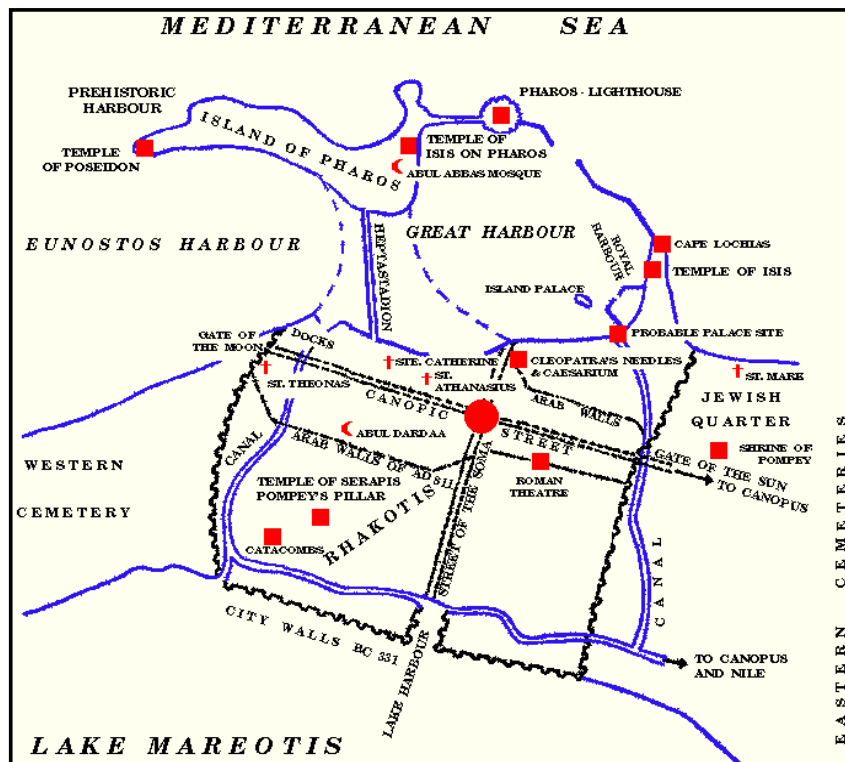 MEDITERRANEAN SEA
PREHISTORIC
HARBOUR
PHAROS - LIGHTHOUSE
ISLAND OF PHAROS
TEMPLE OF
ISIS ON PHAROS
TEMPLE
OF POSEIDON
ABUL ABBAS MOSQUE
EUNOSTOS HARBOUR
HEPTASTADION
GREAT HARBOUR
ROYAL
HARBOUR
CAPE LOCHIAS
TEMPLE OF ISIS
ISLAND PALACE
GATE OF
THE MOON
DOCKS
PROBABLE PALACE SITE
STE. CATHERINE
CLEOPATRA'S NEEDLES
& CAESARIUM
ST. THEONAS
ST.
ATHANASIUS
ST. MARK
CANOPIC
STREET
ARAB WALLS
JEWISH
QUARTER
ABUL DARDAA
CANAL
ARAB WALLS OF AD 811
SHRINE OF
POMPEY
GATE OF THE SUN
TO CANOPUS
WESTERN
CEMETERY
TEMPLE OF SERAPIS
POMPEY'S PILLAR
ROMAN
THEATRE
STREET OF THE SOMA
RHAKOTIS
CATACOMBS
CANAL
EASTERN CEMETERIES
CITY WALLS BC 331
LAKE HARBOUR
TO CANOPUS
AND NILE
LAKE MAREOTIS